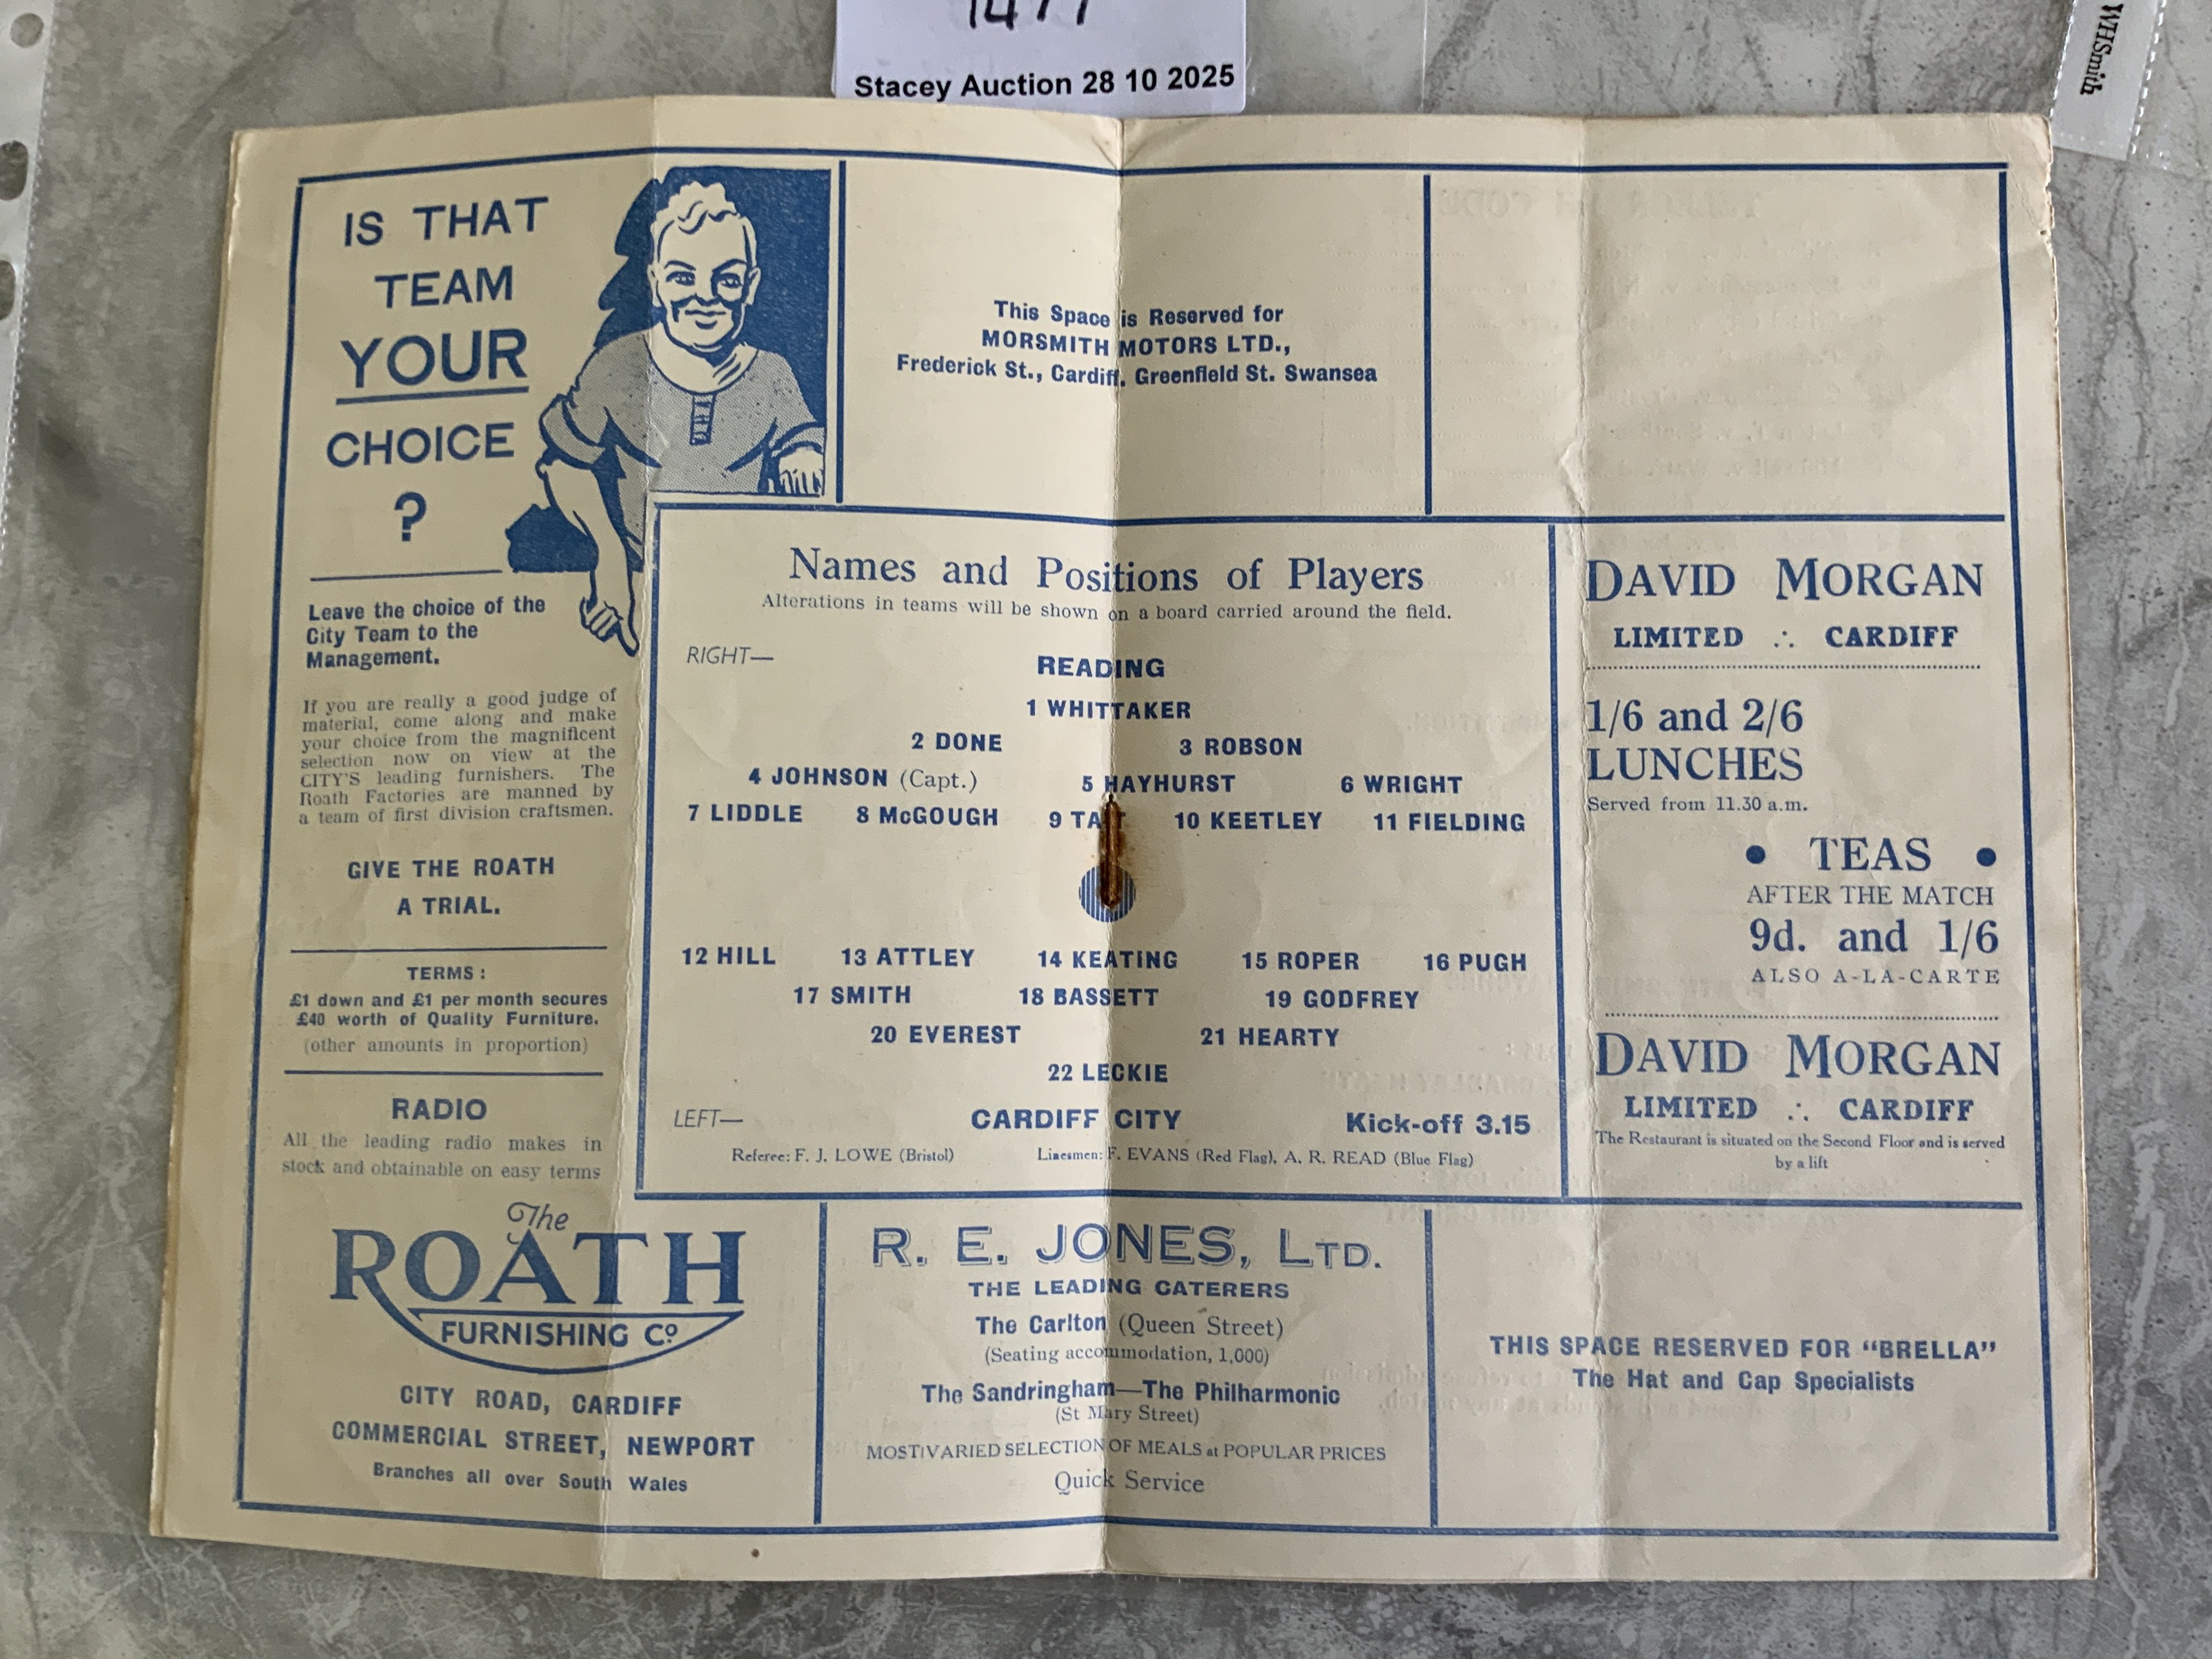 Stacey Auction 28 10 2025
WHSmith
IS THAT
TEAM
YOUR
CHOICE
?
Leave the choice of the
City Team to the
Management.
If you are really a good judge of
material, come along and make
your choice from the magnificent
selection now on view at the
CITY'S leading furnishers. The
Roath Factories are manned by
a team of first division craftsmen.
GIVE THE ROATH
A TRIAL.
TERMS :
£1 down and £1 per month secures
£40 worth of Quality Furniture.
(other amounts in proportion)
RADIO
All the leading radio makes in
stock and obtainable on easy terms
The
ROATH
FURNISHING Co.
CITY ROAD, CARDIFF
COMMERCIAL STREET, NEWPORT
Branches all over South Wales
This Space is Reserved for
MORSMITH MOTORS LTD.,
Frederick St., Cardiff. Greenfield St. Swansea
Names and Positions of Players
Alterations in teams will be shown on a board carried around the field.
RIGHT—
READING
1 WHITTAKER
2 DONE 3 ROBSON
4 JOHNSON (Capt.) 5 HAYHURST 6 WRIGHT
7 LIDDLE 8 McGOUGH 9 TAIT 10 KEETLEY 11 FIELDING
12 HILL 13 ATTLEY 14 KEATING 15 ROPER 16 PUGH
17 SMITH 18 BASSETT 19 GODFREY
20 EVEREST 21 HEARTY
22 LECKIE
LEFT— CARDIFF CITY Kick-off 3.15
Referee: F. J. LOWE (Bristol) Linesmen: F. EVANS (Red Flag), A. R. READ (Blue Flag)
DAVID MORGAN
LIMITED ∴ CARDIFF
1/6 and 2/6
LUNCHES
Served from 11.30 a.m.
• TEAS •
AFTER THE MATCH
9d. and 1/6
ALSO A-LA-CARTE
DAVID MORGAN
LIMITED ∴ CARDIFF
The Restaurant is situated on the Second Floor and is served
by a lift
R. E. JONES, LTD.
THE LEADING CATERERS
The Carlton (Queen Street)
(Seating accommodation, 1,000)
The Sandringham—The Philharmonic
(St Mary Street)
MOST VARIED SELECTION OF MEALS at POPULAR PRICES
Quick Service
THIS SPACE RESERVED FOR "BRELLA"
The Hat and Cap Specialists